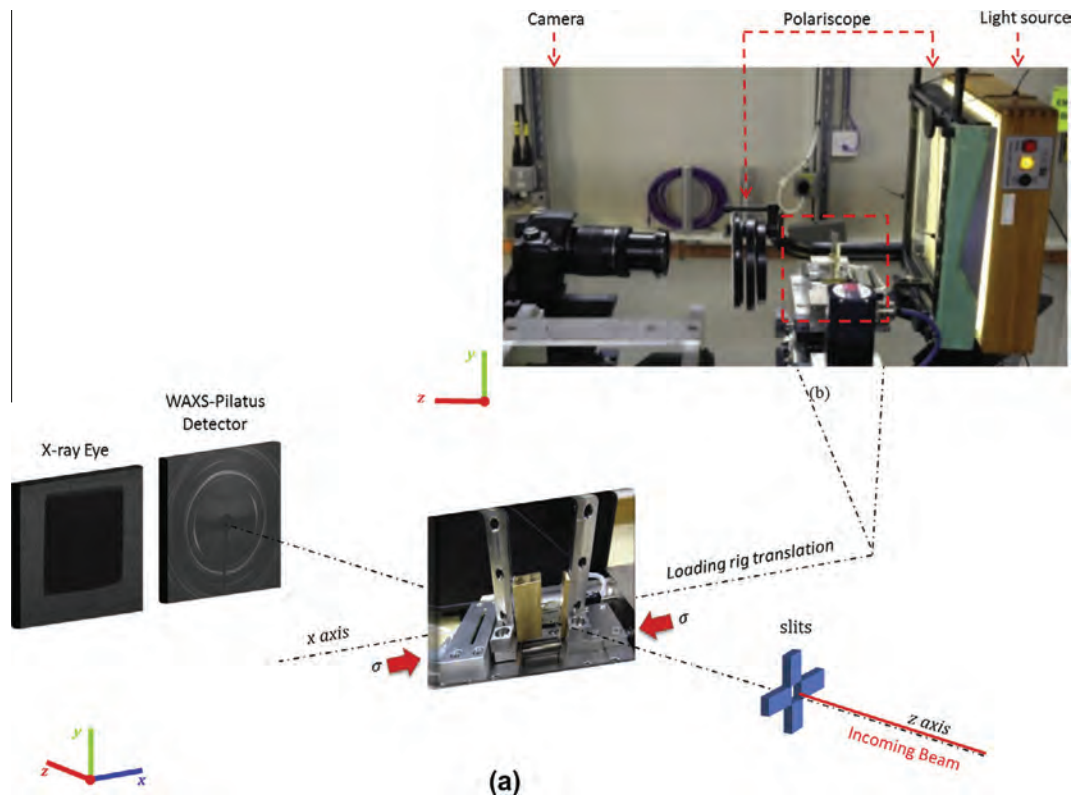 Camera
Polariscope
Light source
y
z
(b)
WAXS-Pilatus
Detector
X-ray Eye
Loading rig translation
x axis
σ
σ
slits
z axis
Incoming Beam
y
z
x
(a)